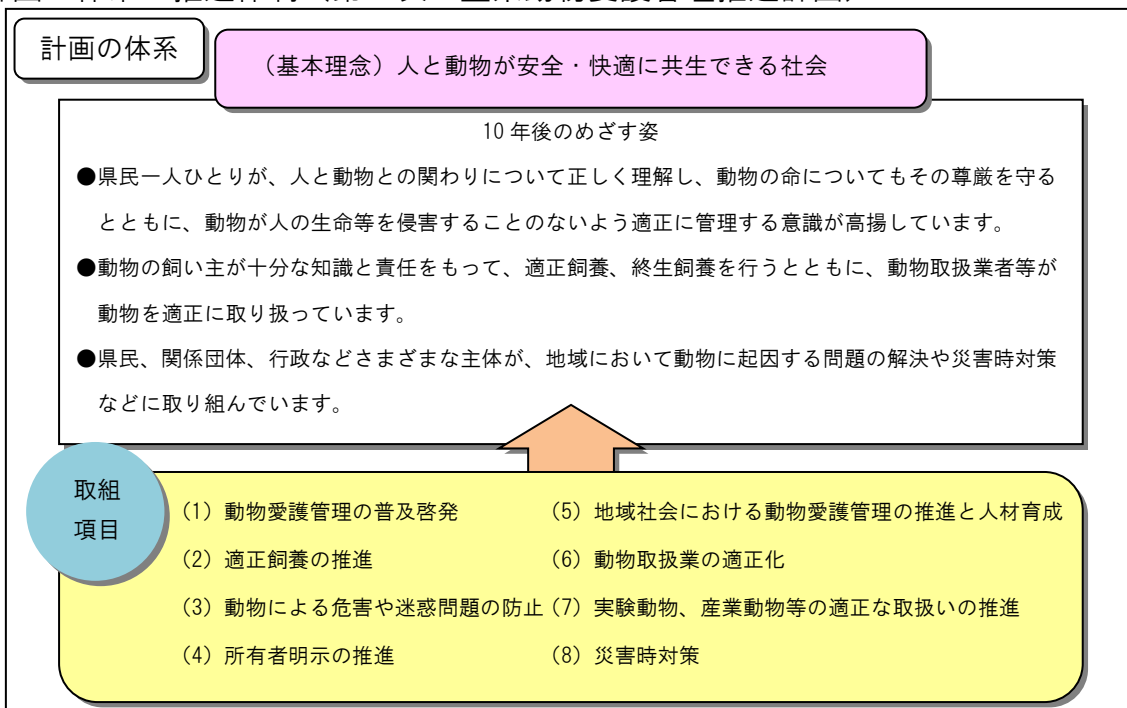 計画の体系
（基本理念）人と動物が安全・快適に共生できる社会
10 年後のめざす姿
●県民一人ひとりが、人と動物との関わりについて正しく理解し、動物の命についてもその尊厳を守る
とともに、動物が人の生命等を侵害することのないよう適正に管理する意識が高揚しています。
●動物の飼い主が十分な知識と責任をもって、適正飼養、終生飼養を行うとともに、動物取扱業者等が
動物を適正に取り扱っています。
●県民、関係団体、行政などさまざまな主体が、地域において動物に起因する問題の解決や災害時対策
などに取り組んでいます。
取組
項目
(1) 動物愛護管理の普及啓発
(2) 適正飼養の推進
(3) 動物による危害や迷惑問題の防止
(4) 所有者明示の推進
(5) 地域社会における動物愛護管理の推進と人材育成
(6) 動物取扱業の適正化
(7) 実験動物、産業動物等の適正な取扱いの推進
(8) 災害時対策